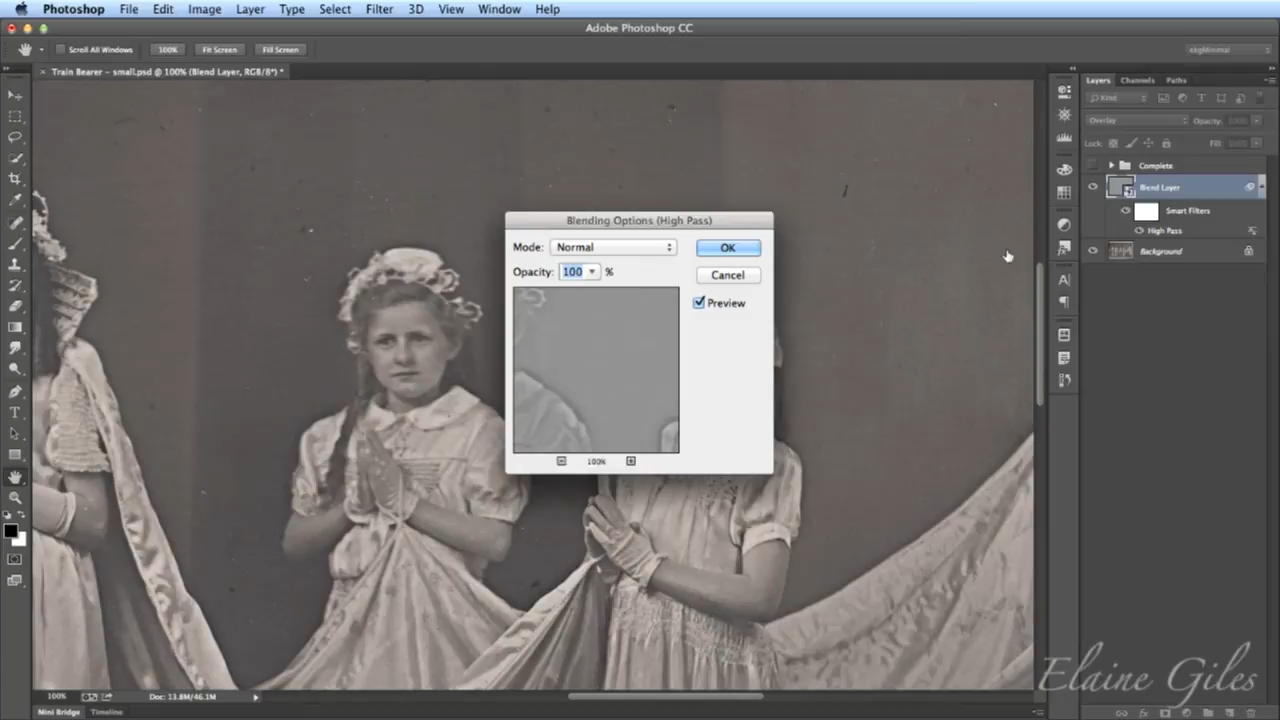 Photoshop File Edit Image Layer Type Select Filter 3D View Window Help
Adobe Photoshop CC
Scroll All Windows 100% Fit Screen Fill Screen ekgMinimal
× Train Bearer - small.psd @ 100% (Blend Layer, RGB/8*) *
Layers Channels Paths
Kind
Overlay Opacity:
Lock: Fill:
Complete
Blend Layer
Smart Filters
High Pass
Background
Blending Options (High Pass)
Mode: Normal OK
Opacity: 100 % Cancel
Preview
100%
Elaine Giles
100% Doc: 13.8M/46.1M
Mini Bridge Timeline